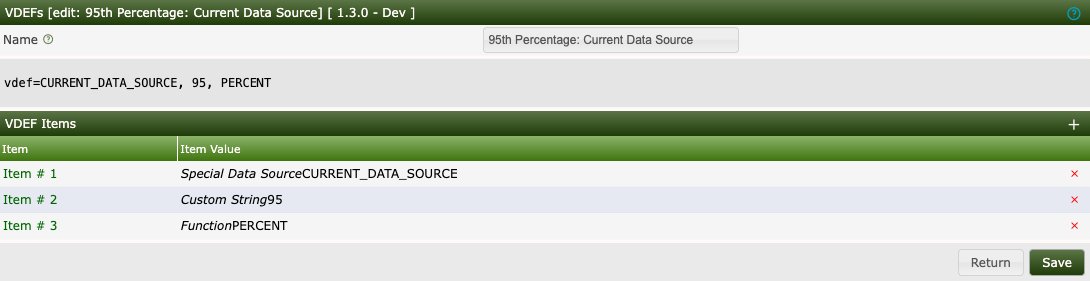 VDEFs [edit: 95th Percentage: Current Data Source] [ 1.3.0 - Dev ]
Name
95th Percentage: Current Data Source
vdef=CURRENT_DATA_SOURCE, 95, PERCENT
VDEF Items
Item Item Value
Item # 1 Special Data SourceCURRENT_DATA_SOURCE
Item # 2 Custom String95
Item # 3 FunctionPERCENT
Return Save